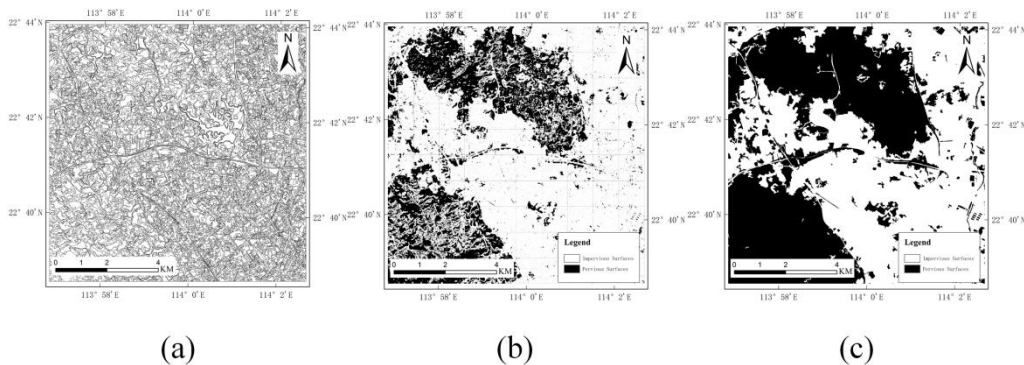 113° 58′ E 114° 0′ E 114° 2′ E
22° 44′ N
22° 42′ N
22° 40′ N
N
22° 44′ N
22° 42′ N
22° 40′ N
0 2 4
KM
113° 58′ E 114° 0′ E 114° 2′ E
(a)
113° 58′ E 114° 0′ E 114° 2′ E
22° 44′ N
22° 42′ N
22° 40′ N
N
22° 44′ N
22° 42′ N
22° 40′ N
0 2 4
KM
Legend
Impervious Surfaces
Pervious Surfaces
113° 58′ E 114° 0′ E 114° 2′ E
(b)
113° 58′ E 114° 0′ E 114° 2′ E
22° 44′ N
22° 42′ N
22° 40′ N
N
22° 44′ N
22° 42′ N
22° 40′ N
0 2 4
KM
Legend
Impervious Surfaces
Pervious Surfaces
113° 58′ E 114° 0′ E 114° 2′ E
(c)